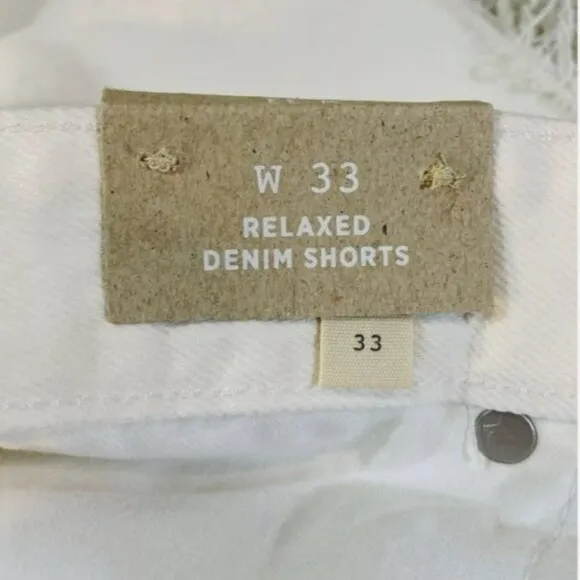 W 33
RELAXED
DENIM SHORTS
33